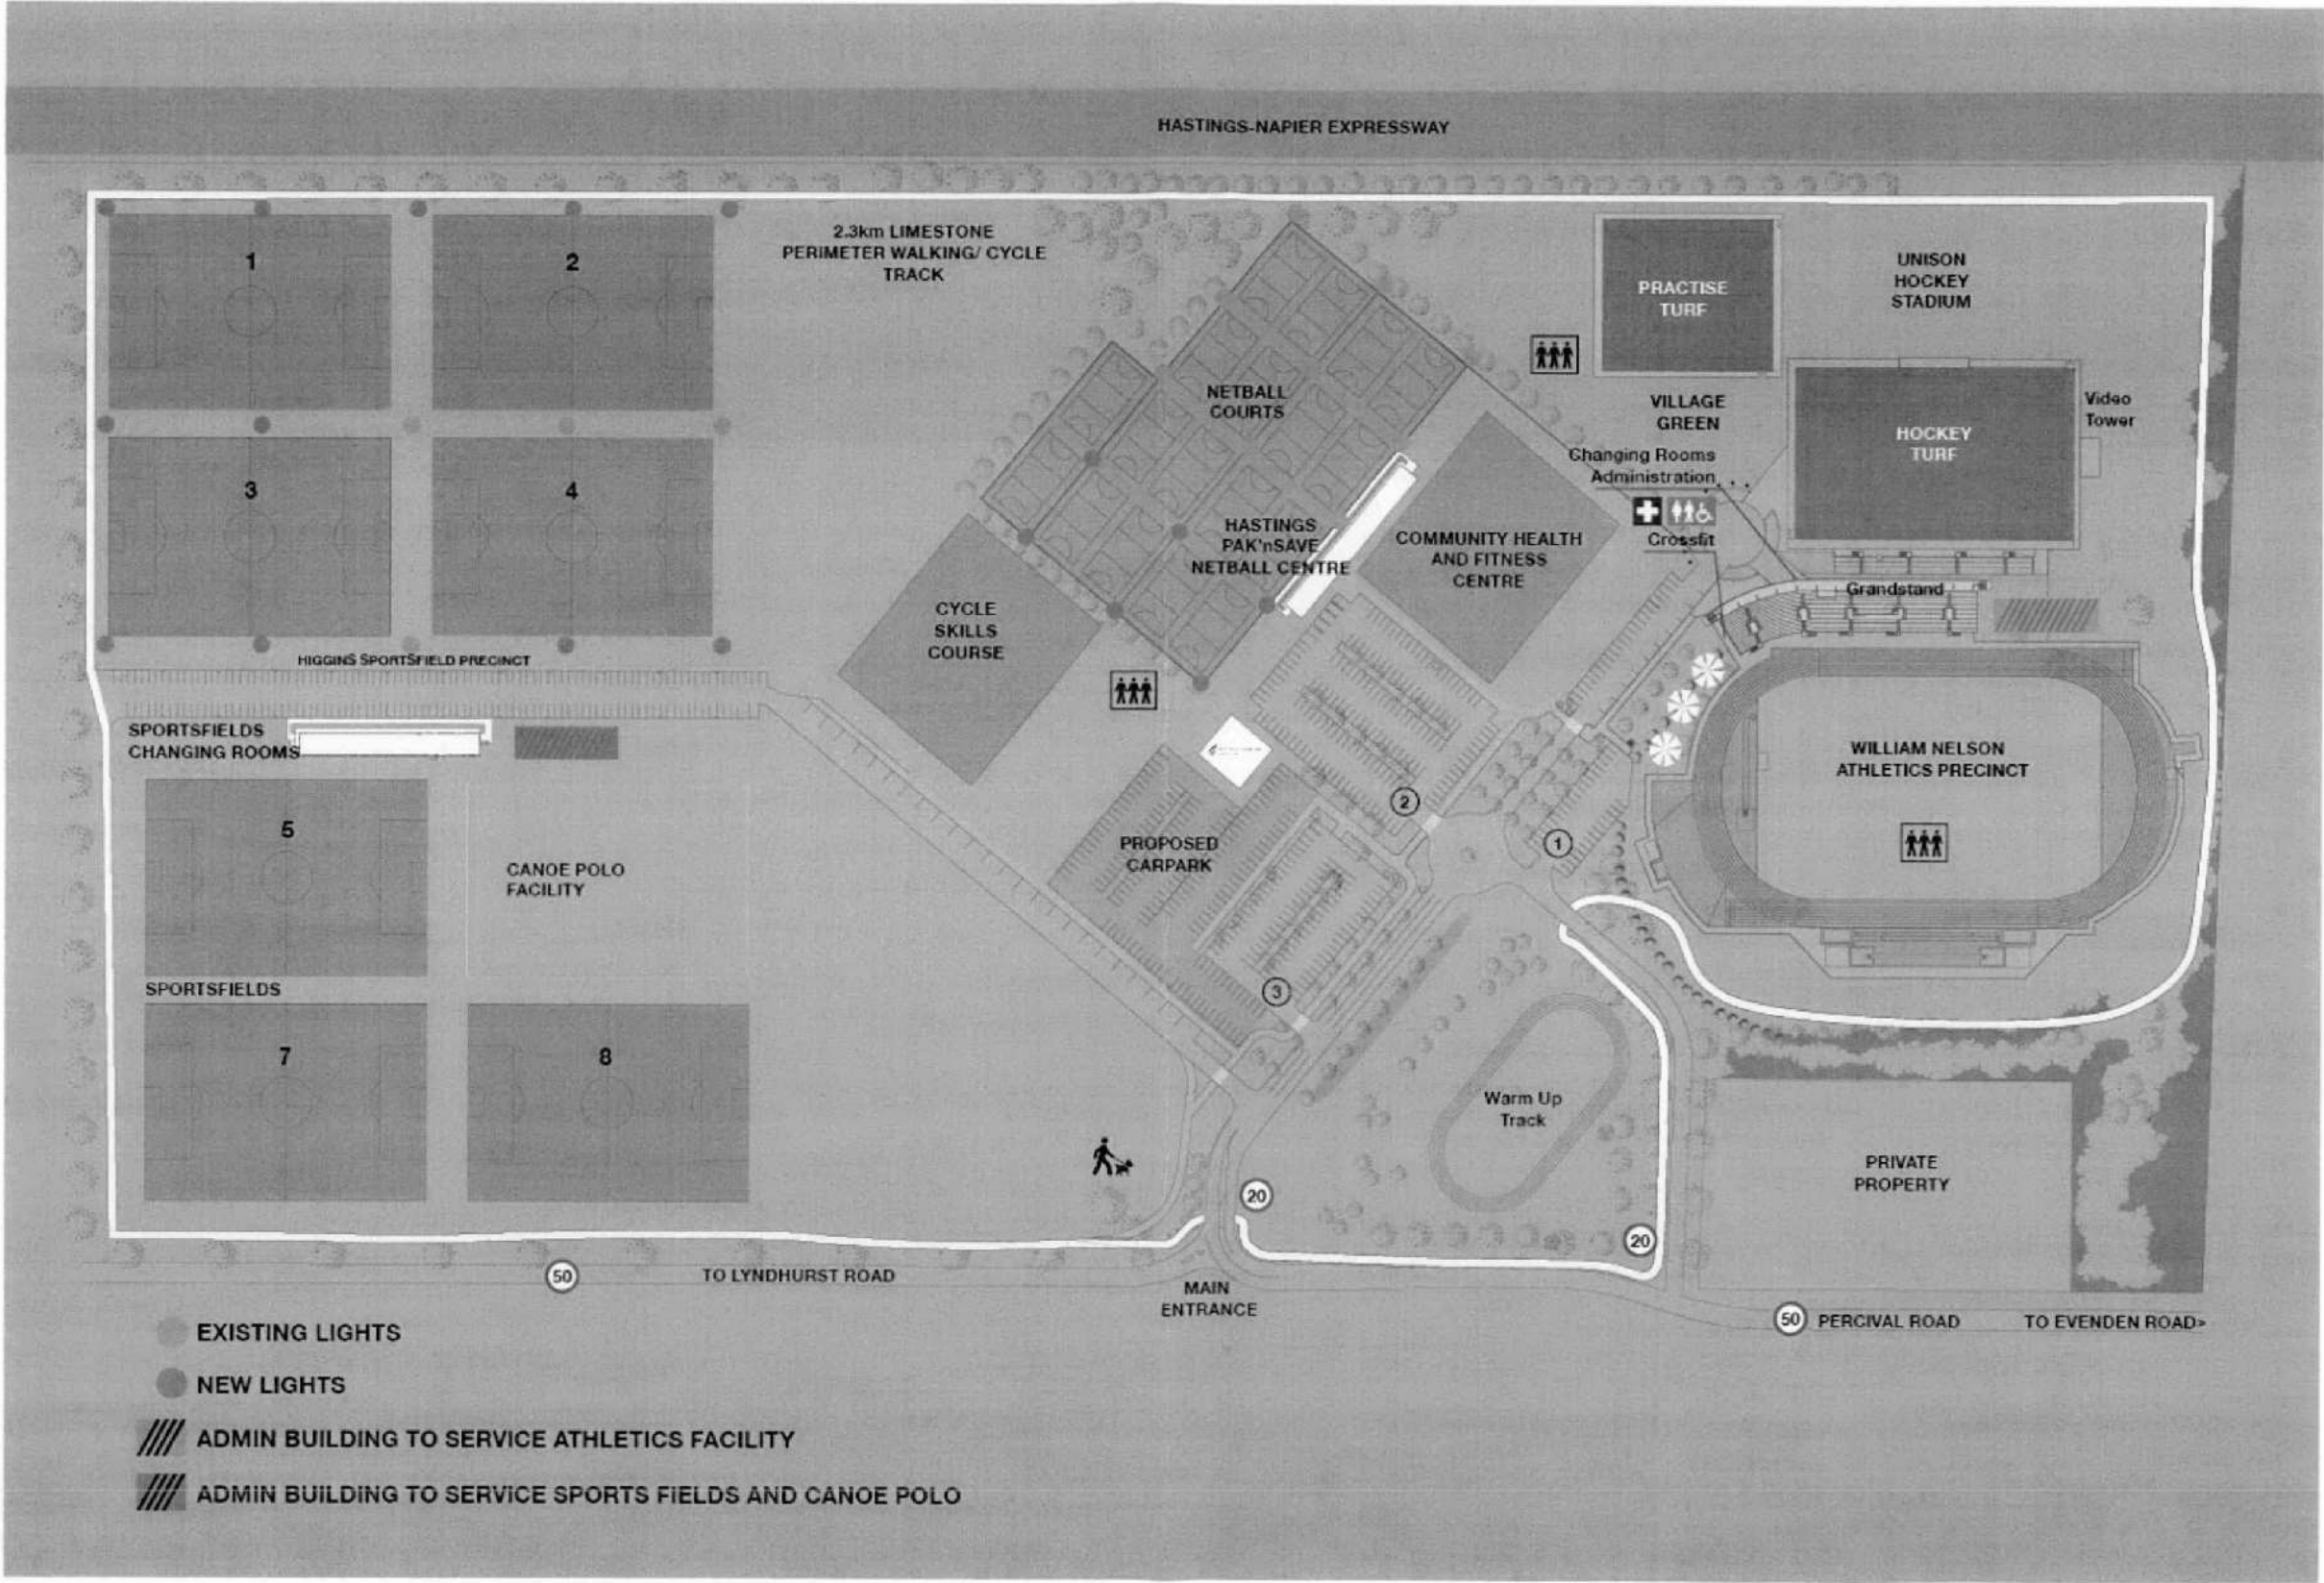 HASTINGS-NAPIER EXPRESSWAY
1
2
3
4
2.3km LIMESTONE
PERIMETER WALKING/ CYCLE
TRACK
HIGGINS SPORTSFIELD PRECINCT
SPORTSFIELDS
CHANGING ROOMS
5
CANOE POLO
FACILITY
SPORTSFIELDS
7
8
NETBALL
COURTS
HASTINGS
PAK'nSAVE
NETBALL CENTRE
CYCLE
SKILLS
COURSE
COMMUNITY HEALTH
AND FITNESS
CENTRE
PRACTISE
TURF
UNISON
HOCKEY
STADIUM
VILLAGE
GREEN
HOCKEY
TURF
Video
Tower
Changing Rooms
Administration
Crossfit
Grandstand
WILLIAM NELSON
ATHLETICS PRECINCT
PROPOSED
CARPARK
2
1
3
Warm Up
Track
PRIVATE
PROPERTY
20
20
50
TO LYNDHURST ROAD
MAIN
ENTRANCE
50
PERCIVAL ROAD
TO EVENDEN ROAD>
EXISTING LIGHTS
NEW LIGHTS
ADMIN BUILDING TO SERVICE ATHLETICS FACILITY
ADMIN BUILDING TO SERVICE SPORTS FIELDS AND CANOE POLO